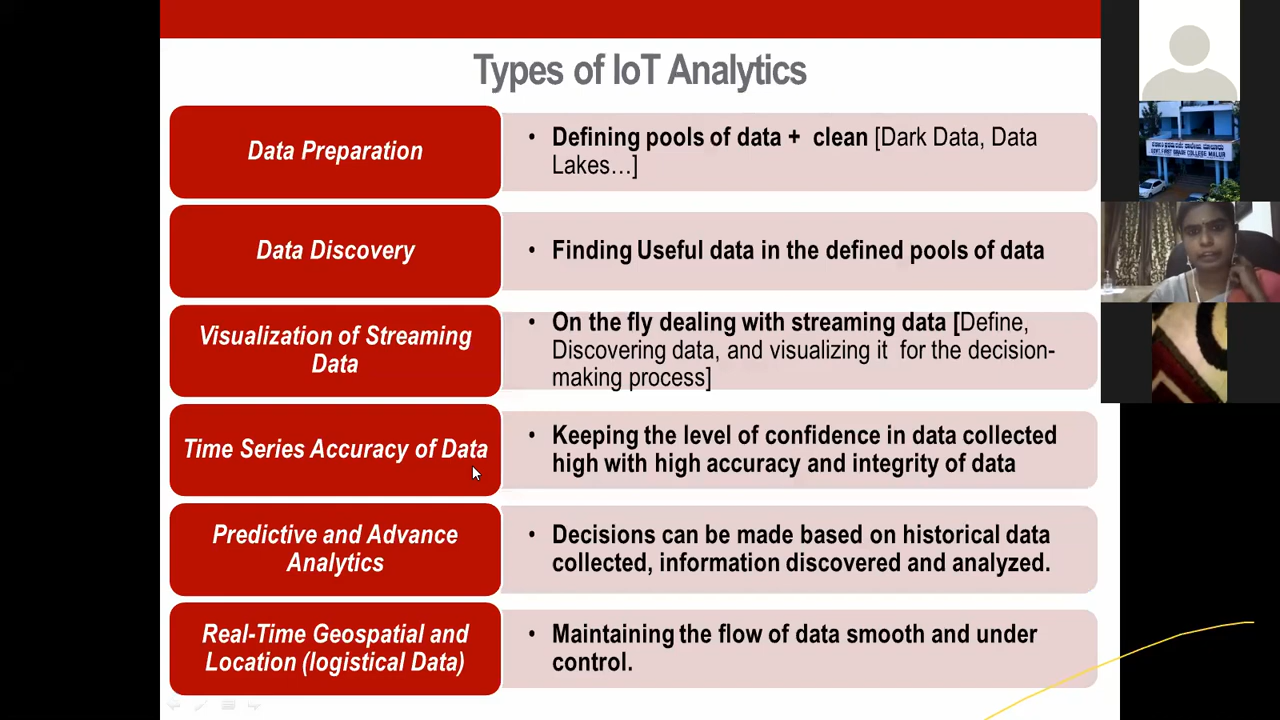 Types of IoT Analytics
Data Preparation
• Defining pools of data + clean [Dark Data, Data
Lakes…]
Data Discovery
• Finding Useful data in the defined pools of data
Visualization of Streaming
Data
• On the fly dealing with streaming data [Define,
Discovering data, and visualizing it for the decision-
making process]
Time Series Accuracy of Data
• Keeping the level of confidence in data collected
high with high accuracy and integrity of data
Predictive and Advance
Analytics
• Decisions can be made based on historical data
collected, information discovered and analyzed.
Real-Time Geospatial and
Location (logistical Data)
• Maintaining the flow of data smooth and under
control.
GOVT. FIRST GRADE COLLEGE MALUR